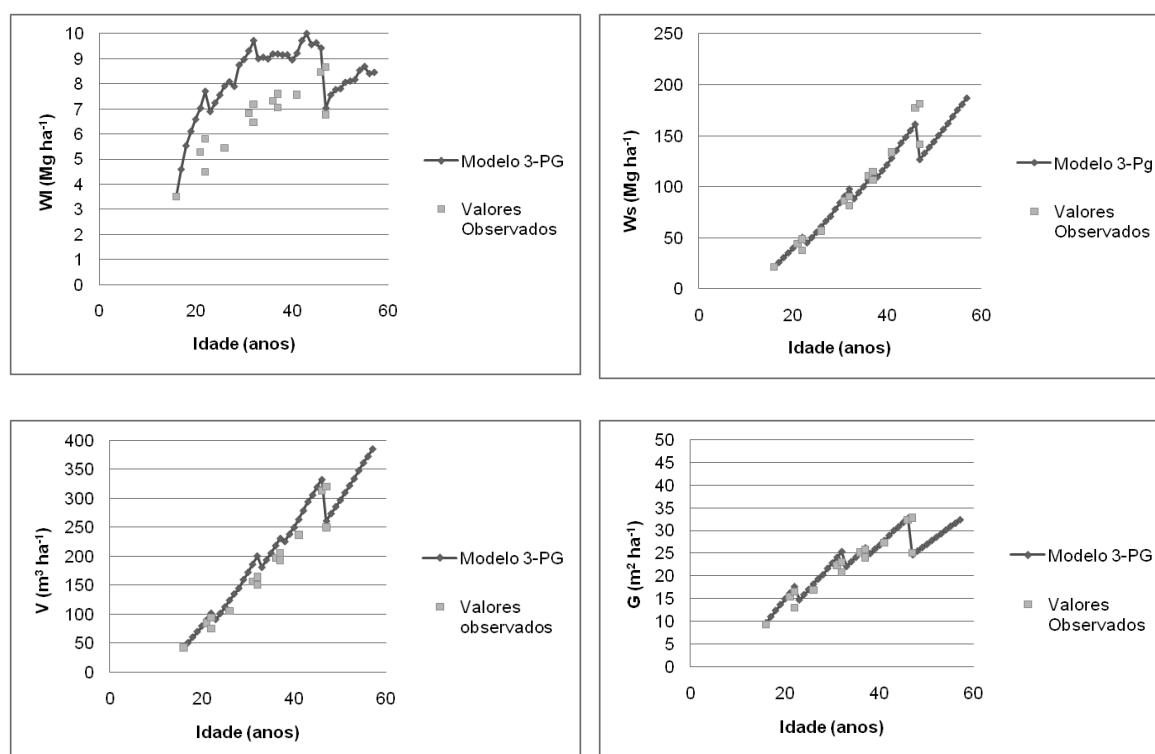 10
9
8
7
6
5
4
3
2
1
0
Wl (Mg ha⁻¹)
0 20 40 60
Idade (anos)
Modelo 3-PG
Valores
Observados
250
200
150
100
50
0
Ws (Mg ha⁻¹)
0 20 40 60
Idade (anos)
Modelo 3-Pg
Valores
Observados
400
350
300
250
200
150
100
50
0
V (m³ ha⁻¹)
0 20 40 60
Idade (anos)
Modelo 3-PG
Valores
observados
50
45
40
35
30
25
20
15
10
5
0
G (m² ha⁻¹)
0 20 40 60
Idade (anos)
Modelo 3-PG
Valores
Observados